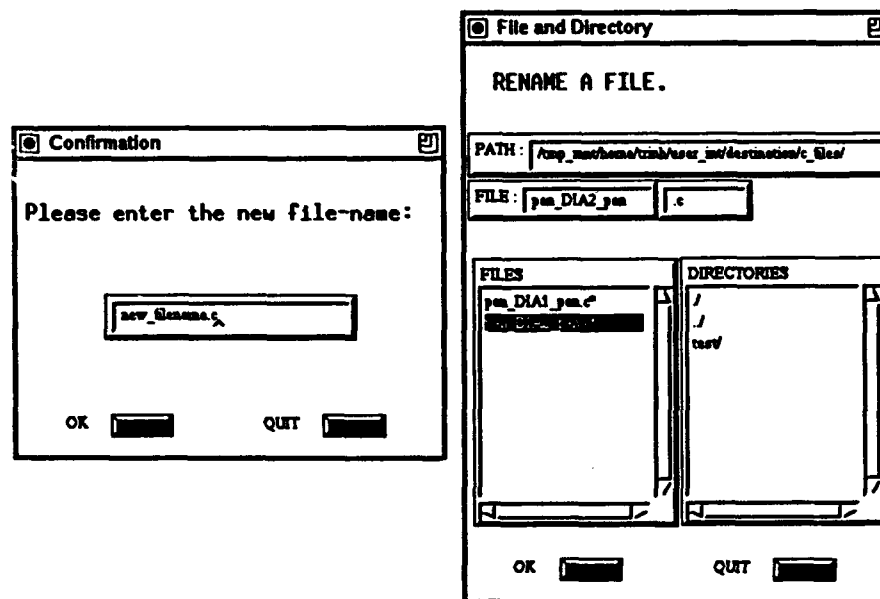 Confirmation
Please enter the new file-name:
new_filename.c
OK
QUIT
File and Directory
RENAME A FILE.
PATH : /tmp_mnt/home/trinh/user_int/destination/c_files/
FILE : pan_DIA2_pan .c
FILES
pan_DIA1_pan.c*
DIRECTORIES
./
../
test/
OK
QUIT